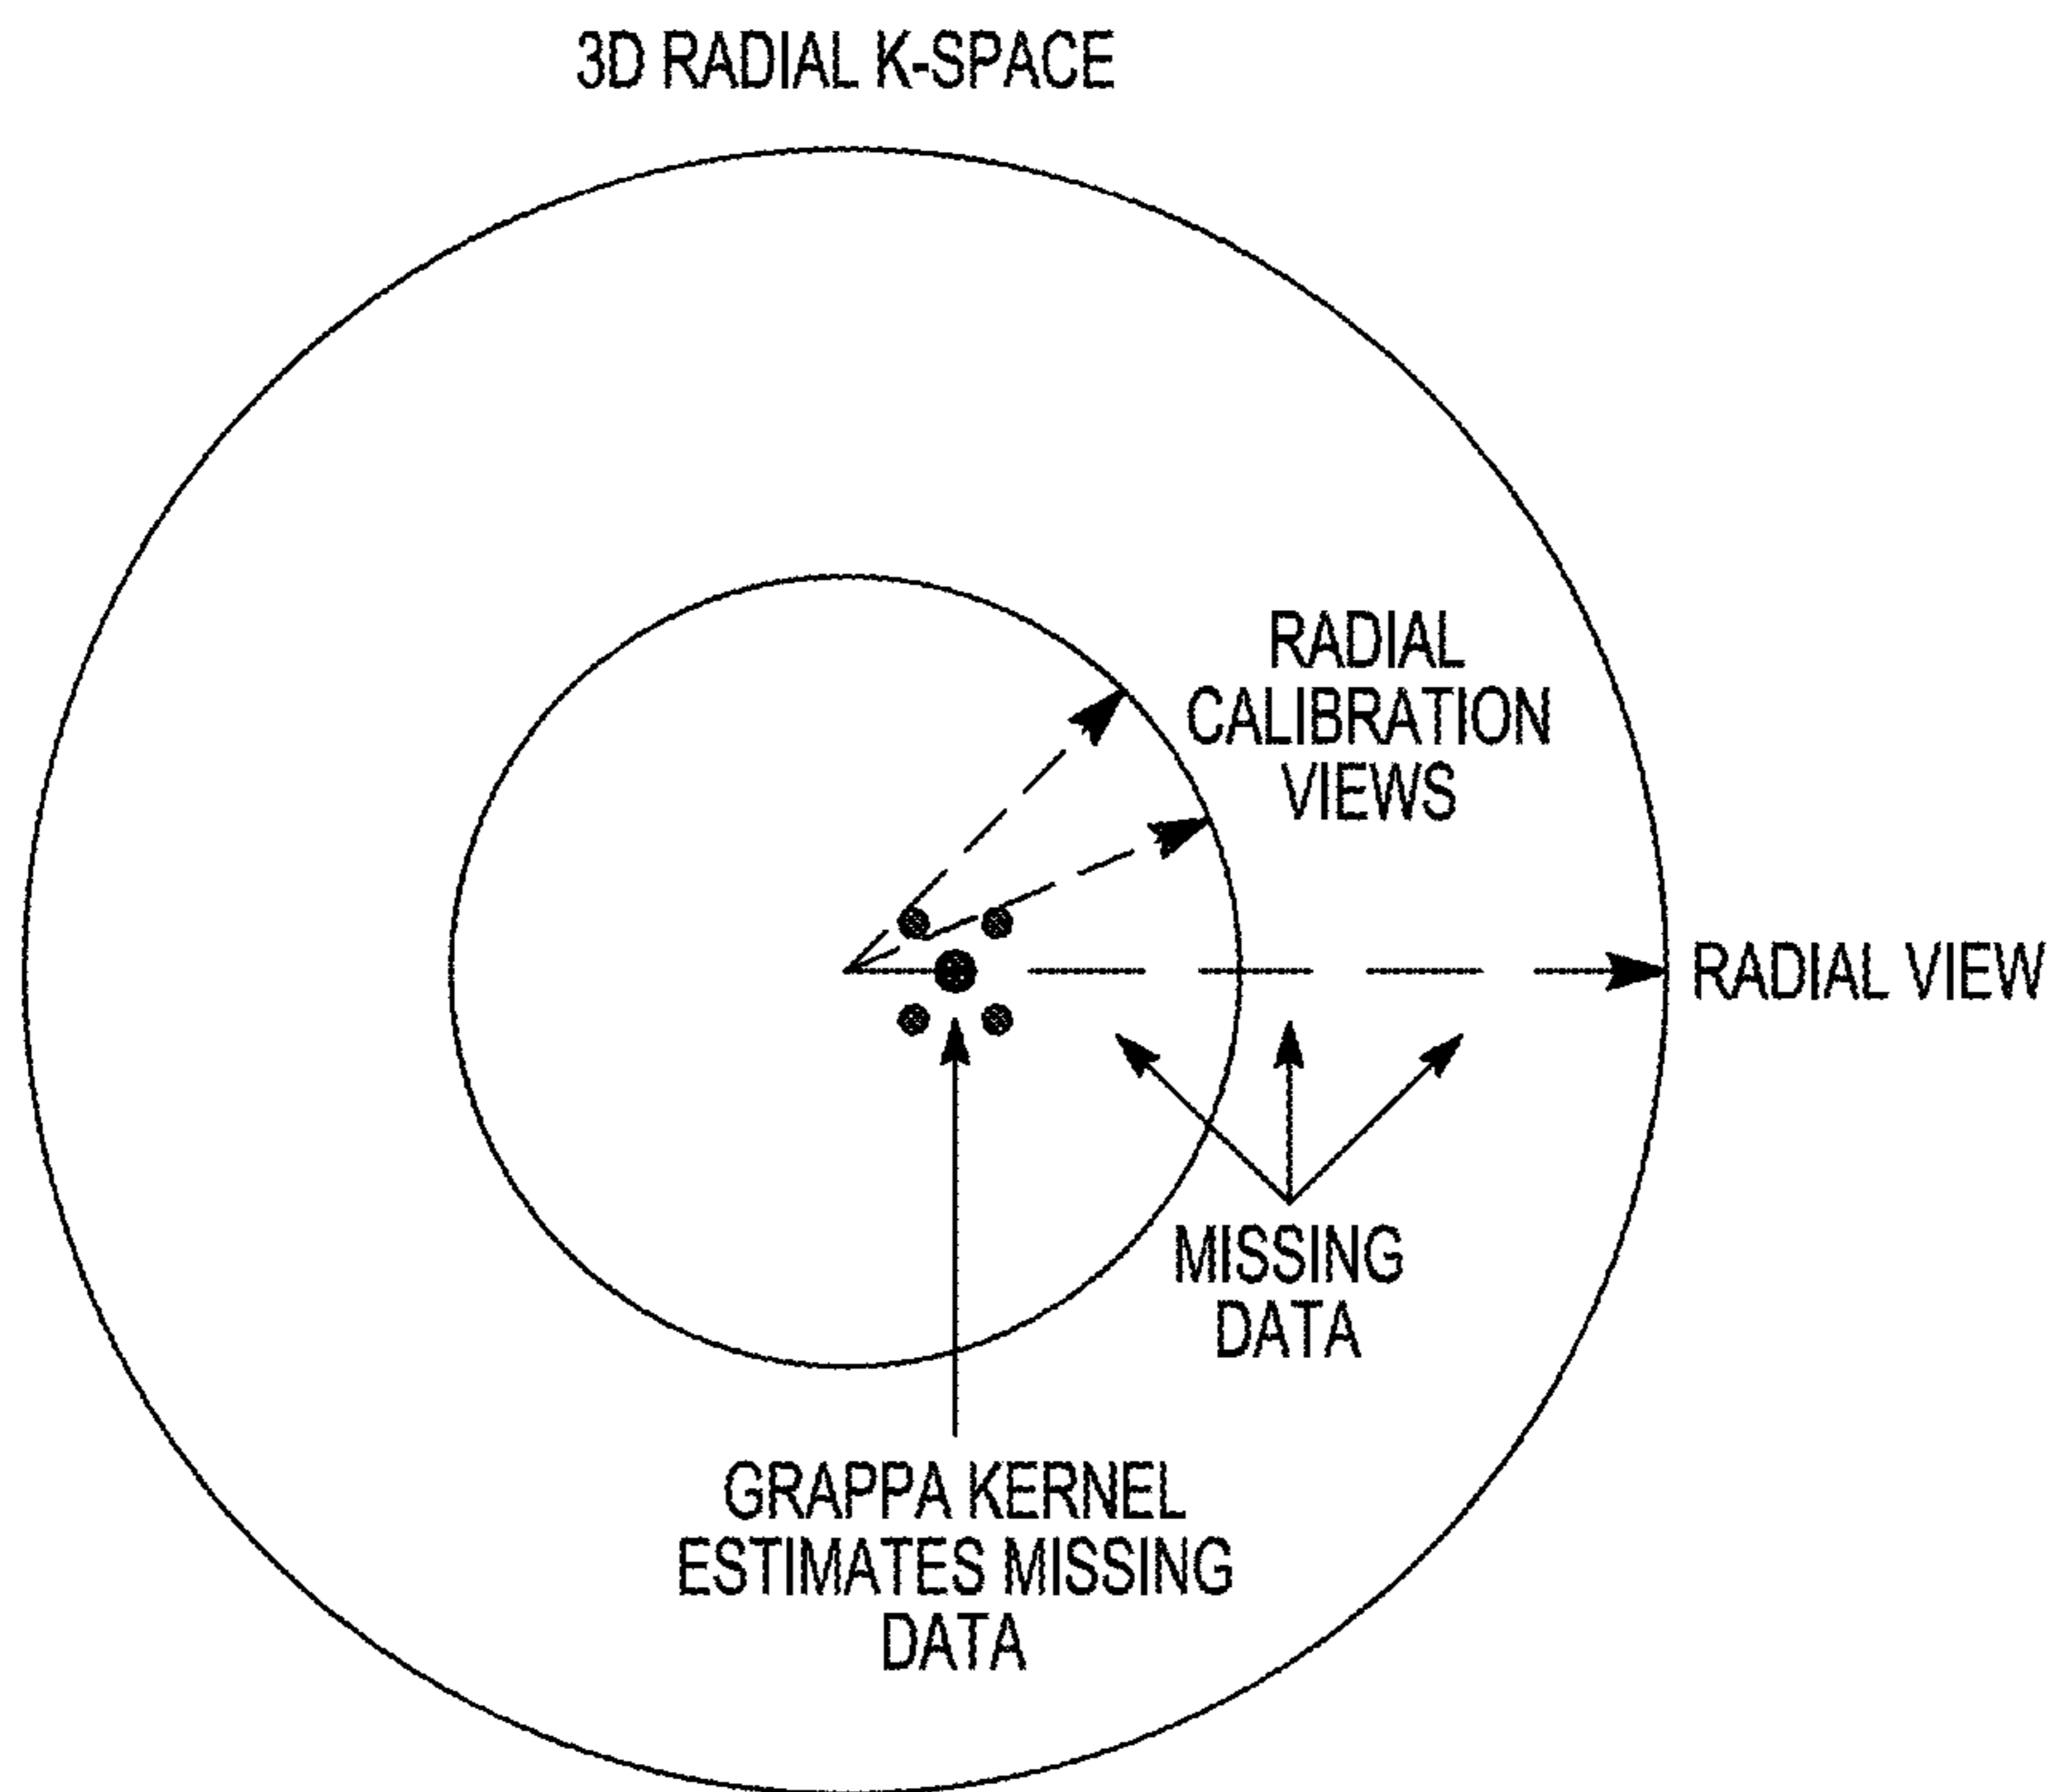 3D RADIAL K-SPACE
RADIAL
CALIBRATION
VIEWS
RADIAL VIEW
MISSING
DATA
GRAPPA KERNEL
ESTIMATES MISSING
DATA